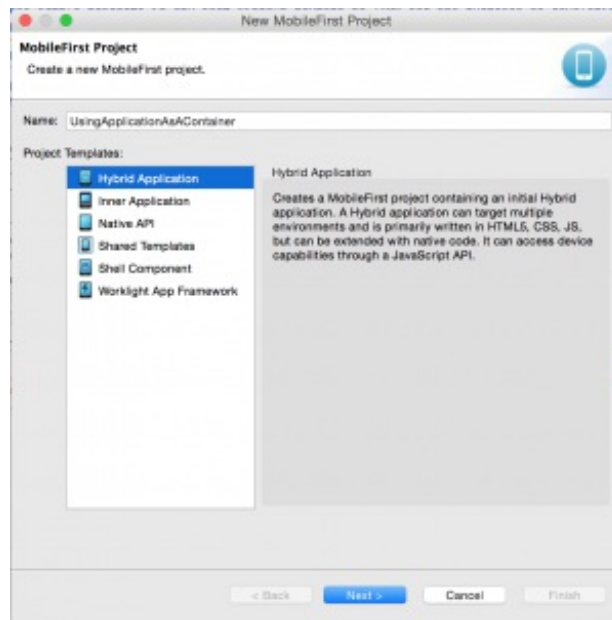 New MobileFirst Project
MobileFirst Project
Create a new MobileFirst project.
Name: UsingApplicationAsAContainer
Project Templates:
Hybrid Application
Inner Application
Native API
Shared Templates
Shell Component
Worklight App Framework
Hybrid Application
Creates a MobileFirst project containing an initial Hybrid
application. A Hybrid application can target multiple
environments and is primarily written in HTML5, CSS, JS,
but can be extended with native code. It can access device
capabilities through a JavaScript API.
< Back
Next >
Cancel
Finish